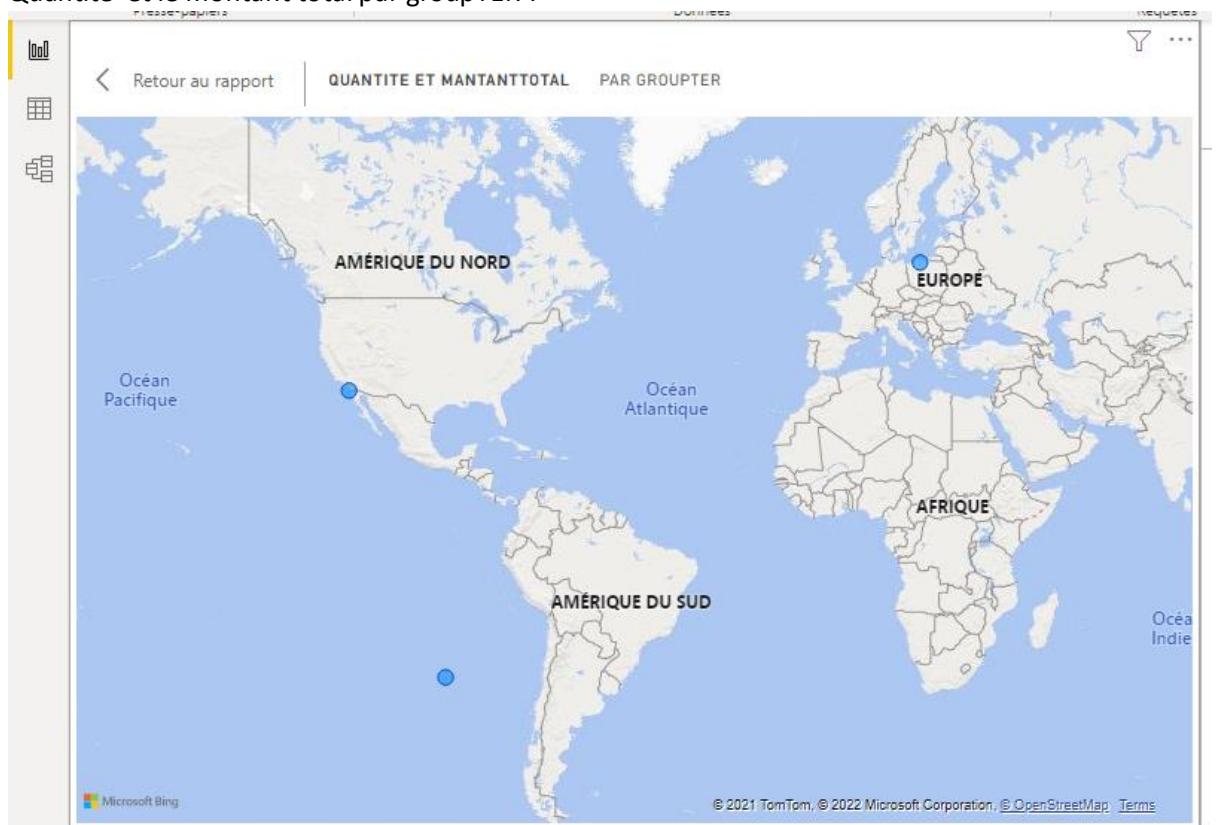 Quantité et le montant total par groupTER :
Presse-papiers Données Requêtes
Retour au rapport QUANTITE ET MANTANTTOTAL PAR GROUPTER
AMÉRIQUE DU NORD
EUROPE
Océan
Pacifique
Océan
Atlantique
AFRIQUE
AMÉRIQUE DU SUD
Océa
Indie
Microsoft Bing
© 2021 TomTom, © 2022 Microsoft Corporation, © OpenStreetMap Terms